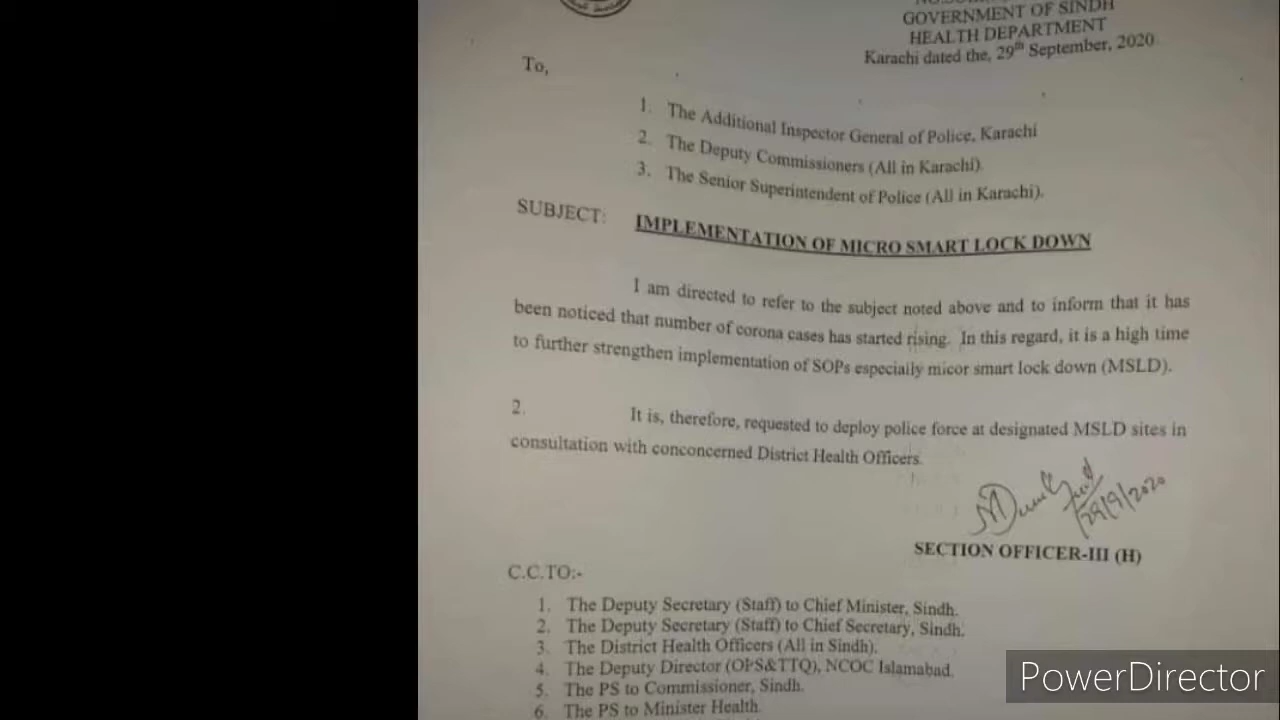 GOVERNMENT OF SINDH
HEALTH DEPARTMENT
Karachi dated the, 29th September, 2020
To,
1. The Additional Inspector General of Police, Karachi
2. The Deputy Commissioners (All in Karachi).
3. The Senior Superintendent of Police (All in Karachi).
SUBJECT: IMPLEMENTATION OF MICRO SMART LOCK DOWN
I am directed to refer to the subject noted above and to inform that it has
been noticed that number of corona cases has started rising. In this regard, it is a high time
to further strengthen implementation of SOPs especially micor smart lock down (MSLD).
2. It is, therefore, requested to deploy police force at designated MSLD sites in
consultation with conconcerned District Health Officers.
29/9/2020
SECTION OFFICER-III (H)
C.C.TO:-
1. The Deputy Secretary (Staff) to Chief Minister, Sindh.
2. The Deputy Secretary (Staff) to Chief Secretary, Sindh.
3. The District Health Officers (All in Sindh).
4. The Deputy Director (OPS&TTQ), NCOC Islamabad.
5. The PS to Commissioner, Sindh.
6. The PS to Minister Health
PowerDirector